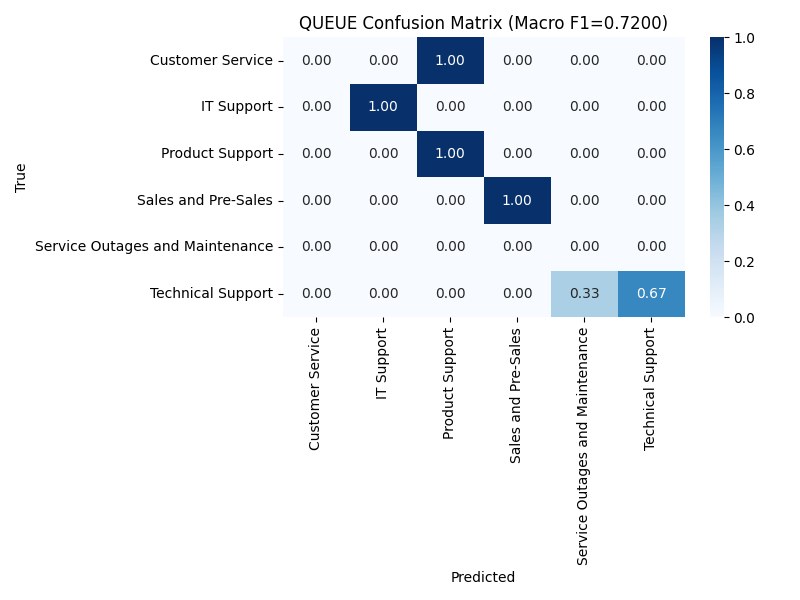 QUEUE Confusion Matrix (Macro F1=0.7200)
True
Customer Service 0.00 0.00 1.00 0.00 0.00 0.00
IT Support 0.00 1.00 0.00 0.00 0.00 0.00
Product Support 0.00 0.00 1.00 0.00 0.00 0.00
Sales and Pre-Sales 0.00 0.00 0.00 1.00 0.00 0.00
Service Outages and Maintenance 0.00 0.00 0.00 0.00 0.00 0.00
Technical Support 0.00 0.00 0.00 0.00 0.33 0.67
Customer Service
IT Support
Product Support
Sales and Pre-Sales
Service Outages and Maintenance
Technical Support
Predicted
1.0
0.8
0.6
0.4
0.2
0.0